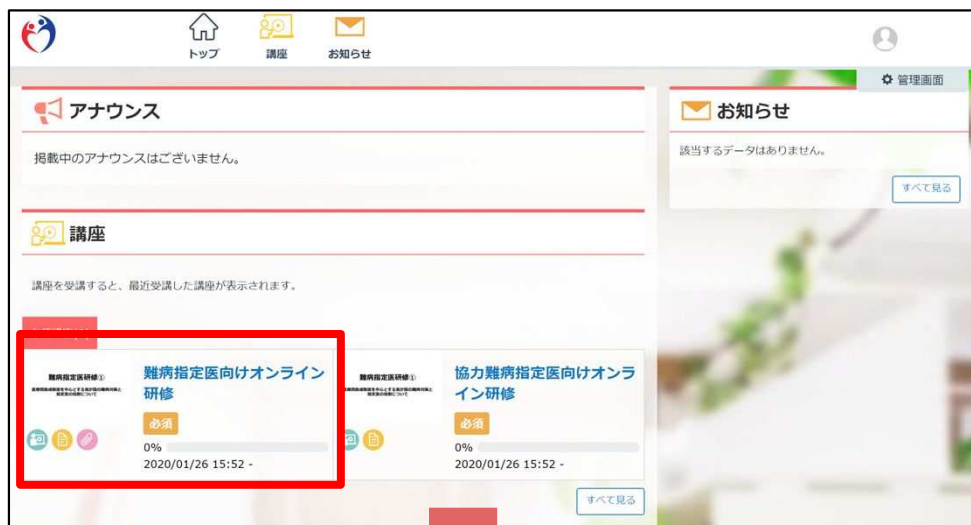 トップ
講座
お知らせ
管理画面
アナウンス
掲載中のアナウンスはございません。
お知らせ
該当するデータはありません。
すべて見る
講座
講座を受講すると、最近受講した講座が表示されます。
難病指定医研修①
難病指定医向けオンライン
研修
必須
0%
2020/01/26 15:52 -
難病指定医研修①
協力難病指定医向けオンラ
イン研修
必須
0%
2020/01/26 15:52 -
すべて見る